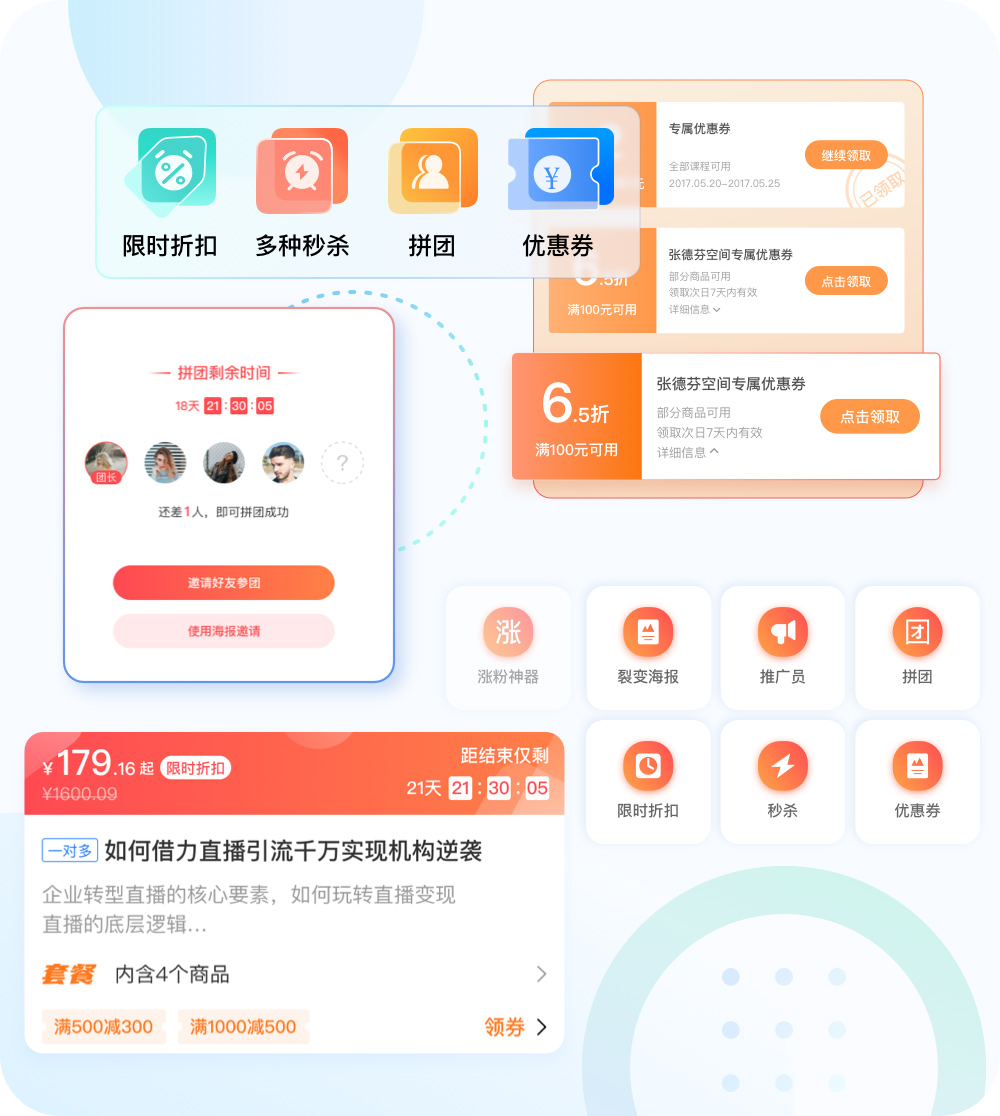 限时折扣
多种秒杀
拼团
¥
优惠券
专属优惠券
全部课程可用
2017.05.20-2017.05.25
继续领取
已领取
元
张德芬空间专属优惠券
部分商品可用
领取次日7天内有效
详细信息
点击领取
.5折
满100元可用
6.5折
满100元可用
张德芬空间专属优惠券
部分商品可用
领取次日7天内有效
详细信息
点击领取
拼团剩余时间
18天 21:30:05
团长
?
还差1人，即可拼团成功
邀请好友参团
使用海报邀请
涨
涨粉神器
裂变海报
推广员
团
拼团
限时折扣
秒杀
优惠券
¥179.16起 限时折扣
¥1600.09
距结束仅剩
21天 21:30:05
一对多 如何借力直播引流千万实现机构逆袭
企业转型直播的核心要素，如何玩转直播变现
直播的底层逻辑...
套餐 内含4个商品
满500减300 满1000减500 领券